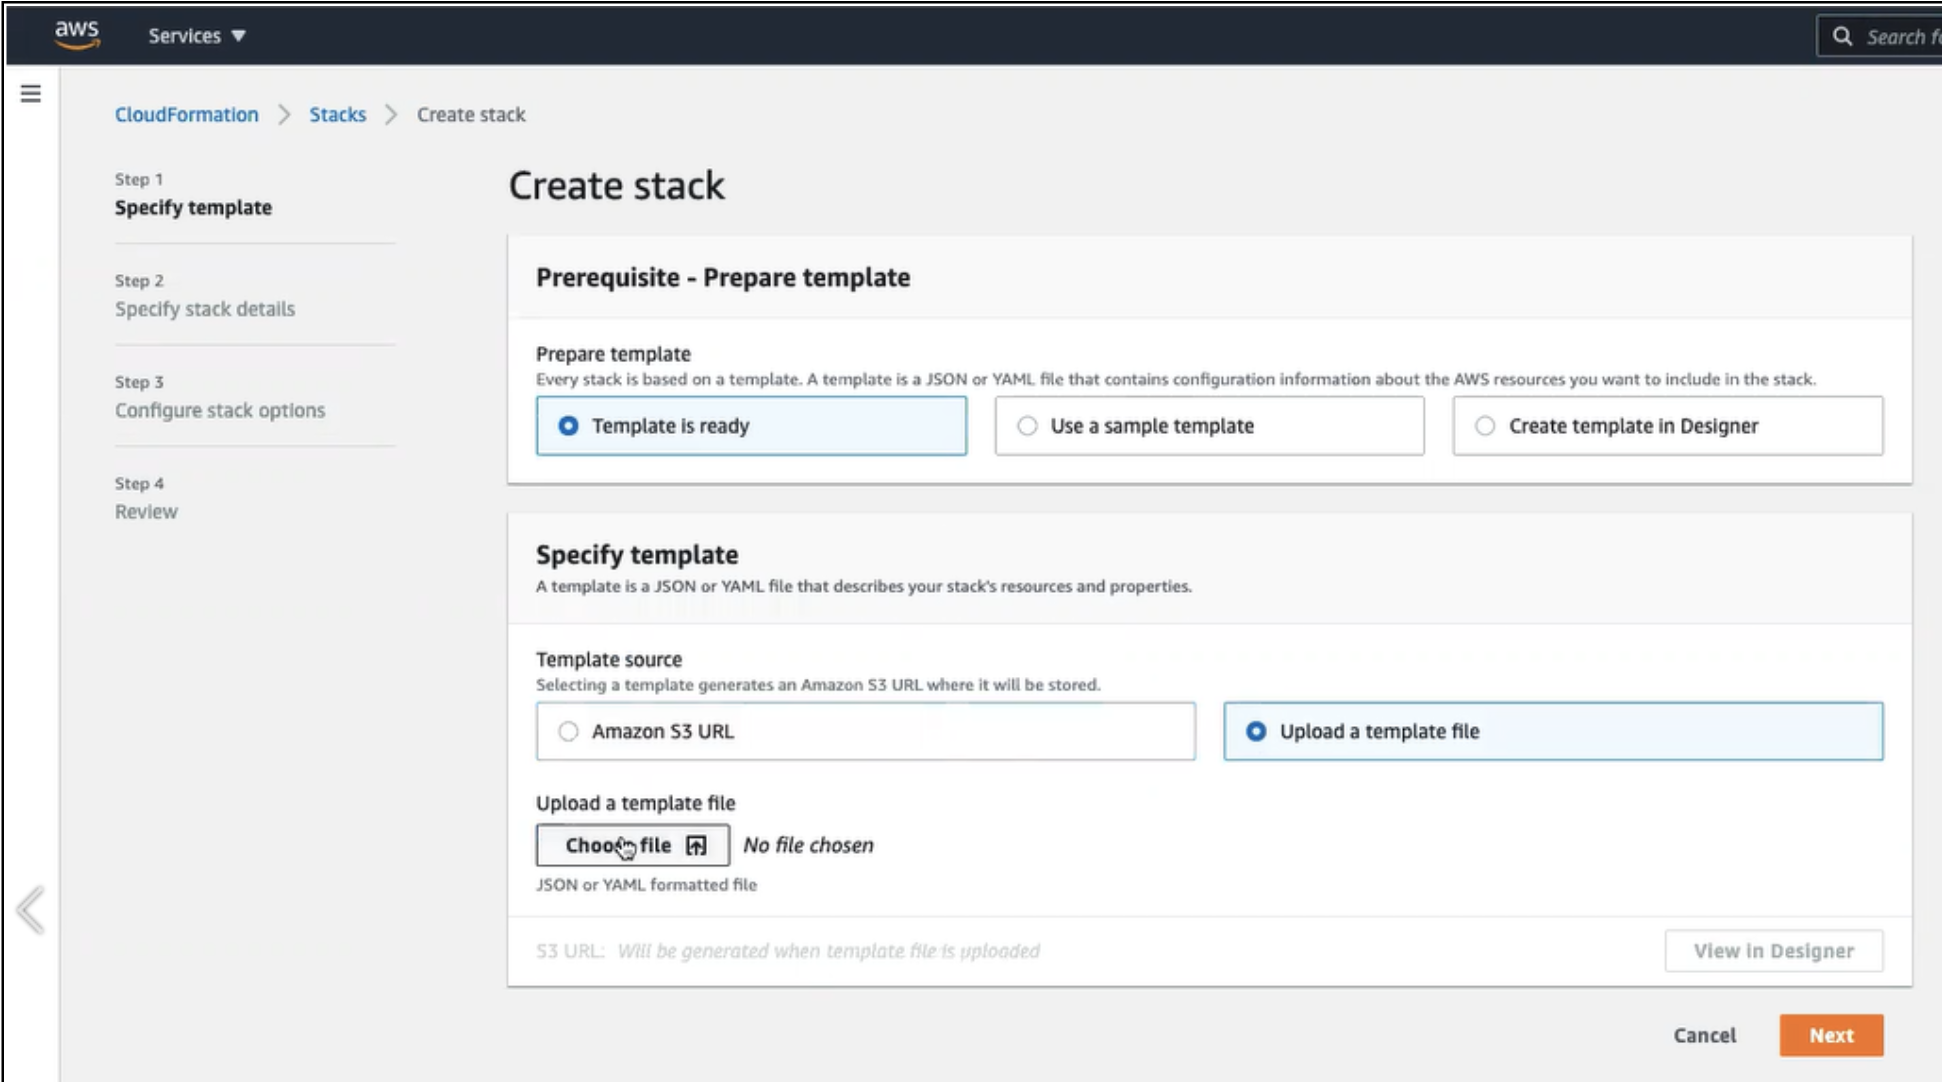 aws
Services
Search f
CloudFormation
Stacks
Create stack
Step 1
Specify template
Step 2
Specify stack details
Step 3
Configure stack options
Step 4
Review
Create stack
Prerequisite - Prepare template
Prepare template
Every stack is based on a template. A template is a JSON or YAML file that contains configuration information about the AWS resources you want to include in the stack.
Template is ready
Use a sample template
Create template in Designer
Specify template
A template is a JSON or YAML file that describes your stack's resources and properties.
Template source
Selecting a template generates an Amazon S3 URL where it will be stored.
Amazon S3 URL
Upload a template file
Upload a template file
Choose file
No file chosen
JSON or YAML formatted file
S3 URL: Will be generated when template file is uploaded
View in Designer
Cancel
Next